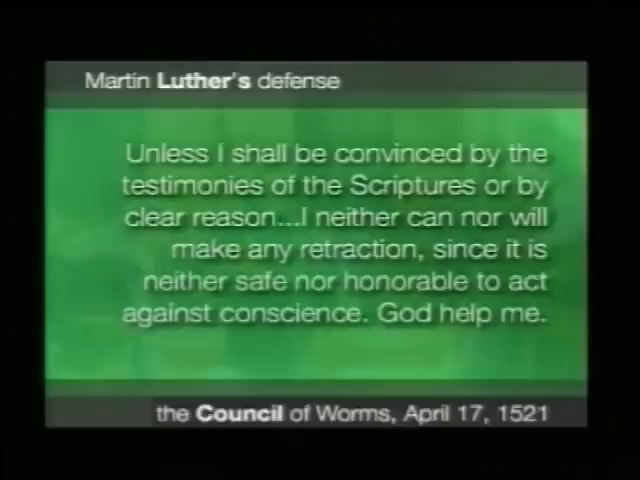 Martin Luther's defense
Unless I shall be convinced by the
testimonies of the Scriptures or by
clear reason...I neither can nor will
make any retraction, since it is
neither safe nor honorable to act
against conscience. God help me.
the Council of Worms, April 17, 1521